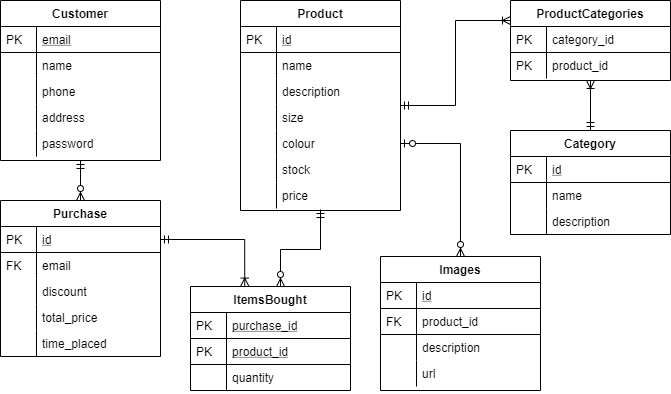 Customer
PK email
name
phone
address
password
Product
PK id
name
description
size
colour
stock
price
ProductCategories
PK category_id
PK product_id
Category
PK id
name
description
Purchase
PK id
FK email
discount
total_price
time_placed
ItemsBought
PK purchase_id
PK product_id
quantity
Images
PK id
FK product_id
description
url